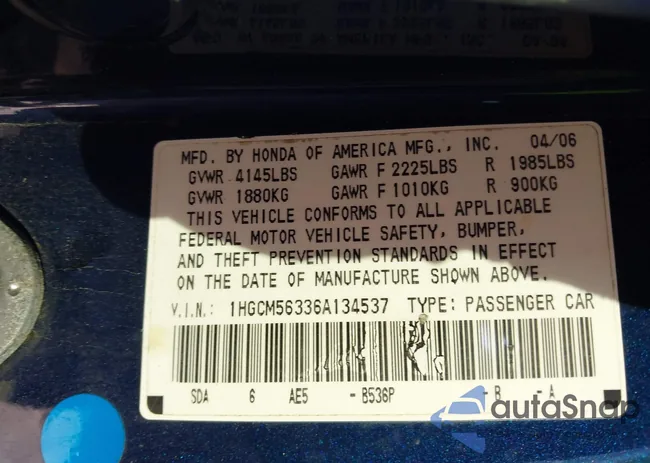 MFD. BY HONDA OF AMERICA MFG., INC. 04/06
GVWR 4145LBS GAWR F 2225LBS R 1985LBS
GVWR 1880KG GAWR F 1010KG R 900KG
THIS VEHICLE CONFORMS TO ALL APPLICABLE
FEDERAL MOTOR VEHICLE SAFETY, BUMPER,
AND THEFT PREVENTION STANDARDS IN EFFECT
ON THE DATE OF MANUFACTURE SHOWN ABOVE.
V.I.N.: 1HGCM56336A134537 TYPE: PASSENGER CAR
SDA 6 AE5 - B536P - B - A
autoSnap